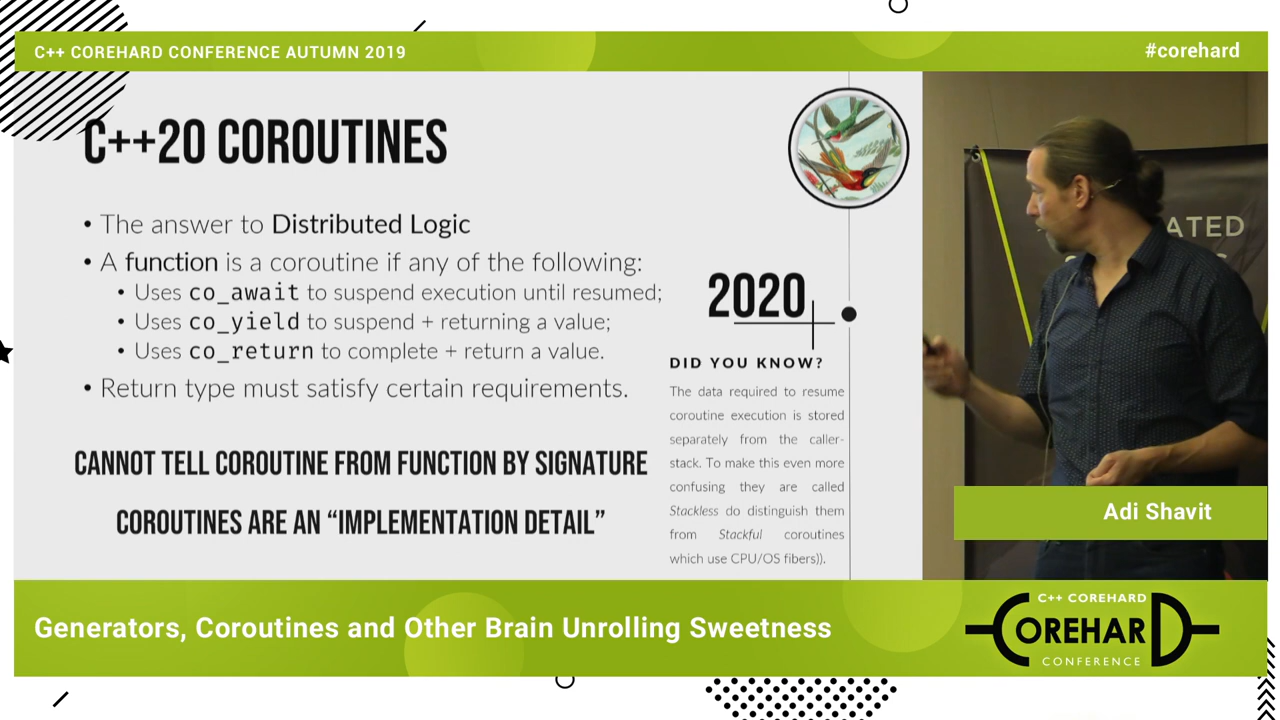 C++ COREHARD CONFERENCE AUTUMN 2019
#corehard
C++20 COROUTINES
• The answer to Distributed Logic
• A function is a coroutine if any of the following:
• Uses co_await to suspend execution until resumed;
• Uses co_yield to suspend + returning a value;
• Uses co_return to complete + return a value.
• Return type must satisfy certain requirements.
CANNOT TELL COROUTINE FROM FUNCTION BY SIGNATURE
COROUTINES ARE AN “IMPLEMENTATION DETAIL”
2020
DID YOU KNOW?
The data required to resume
coroutine execution is stored
separately from the caller-
stack. To make this even more
confusing they are called
Stackless do distinguish them
from Stackful coroutines
which use CPU/OS fibers)).
ATED
Adi Shavit
Generators, Coroutines and Other Brain Unrolling Sweetness
C++ COREHARD
COREHARD
CONFERENCE